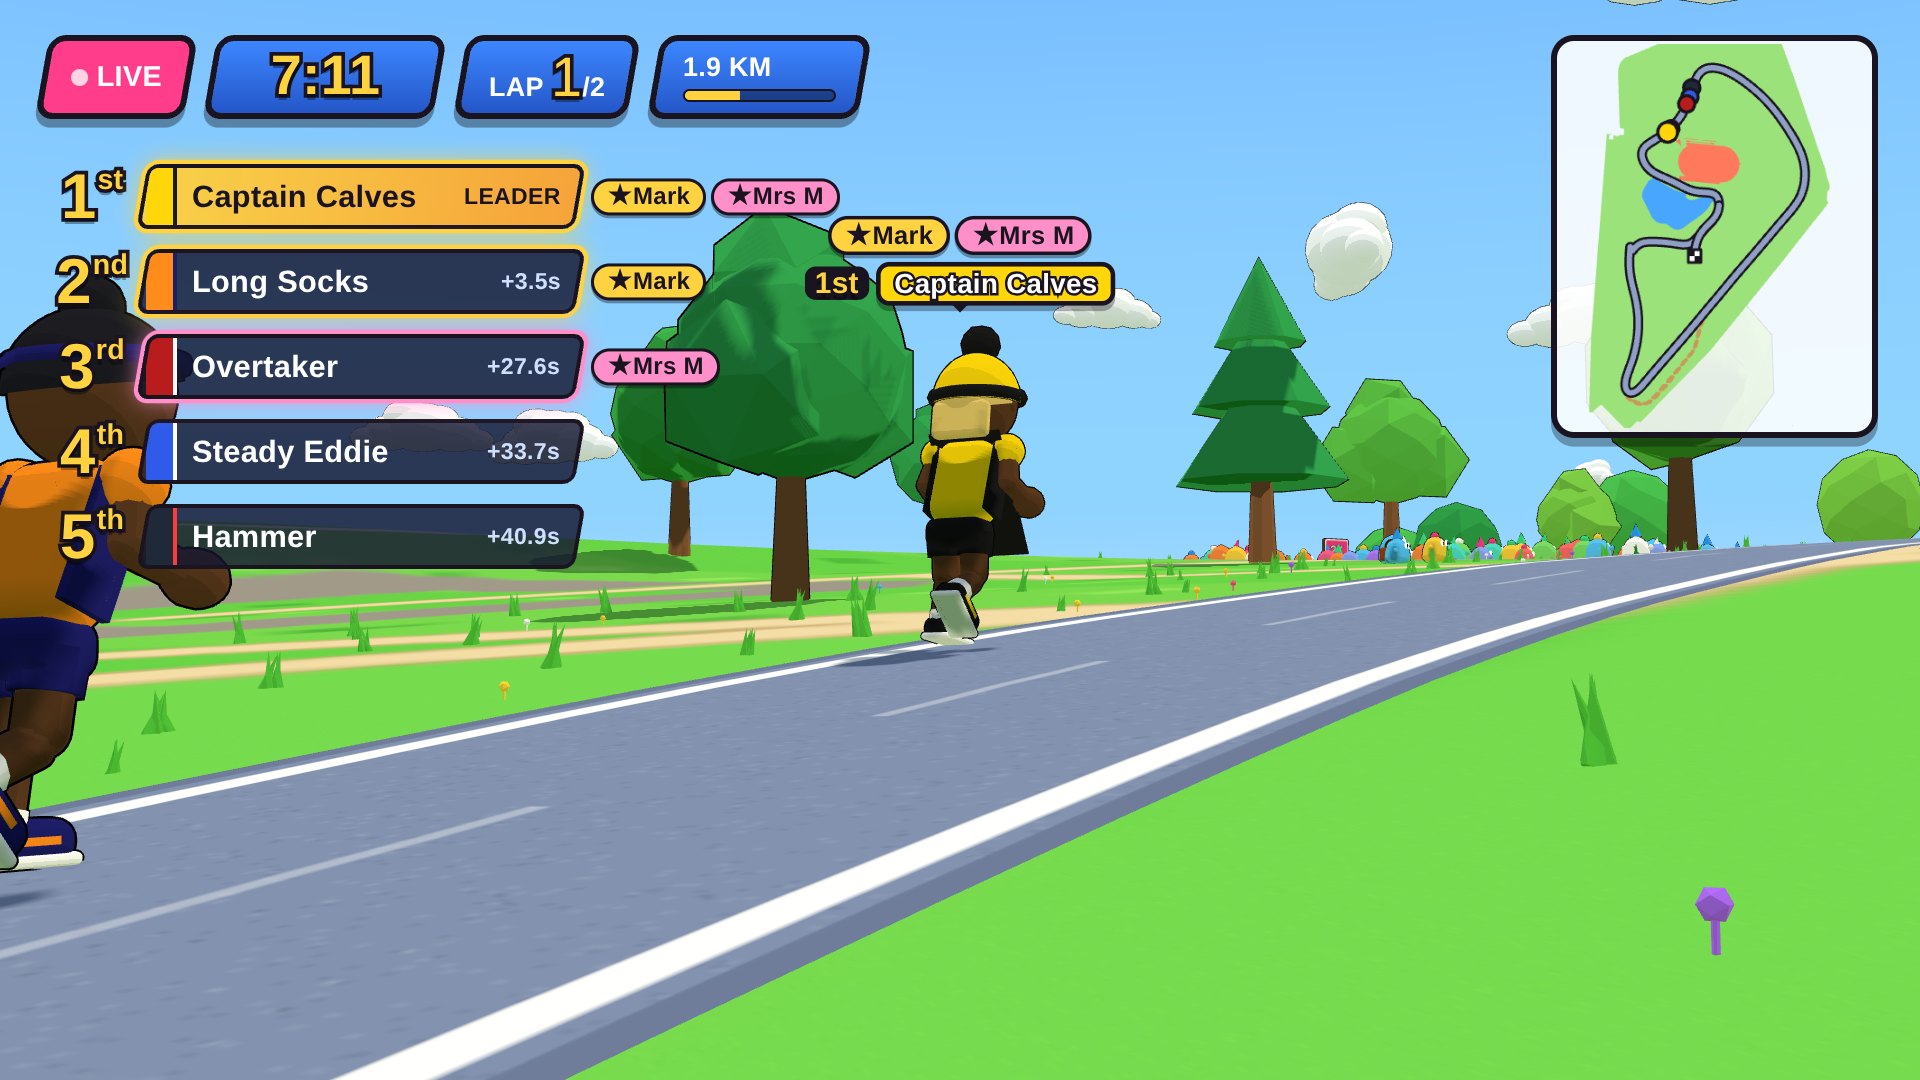 LIVE
7:11
LAP 1/2
1.9 KM
1st Captain Calves LEADER ★Mark ★Mrs M
★Mark ★Mrs M
2nd Long Socks +3.5s ★Mark
1st Captain Calves
3rd Overtaker +27.6s ★Mrs M
4th Steady Eddie +33.7s
5th Hammer +40.9s